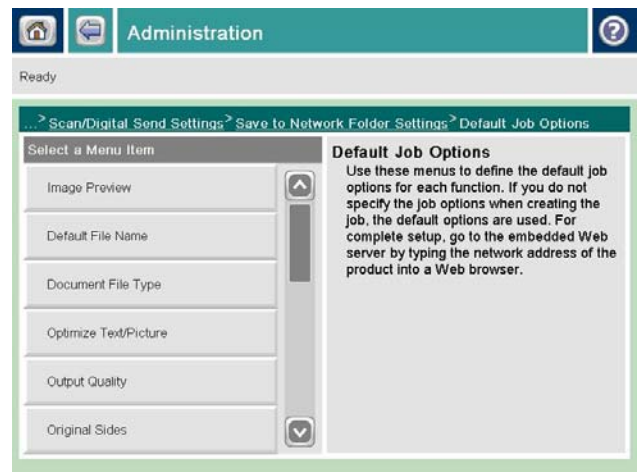 Administration
?
Ready
...> Scan/Digital Send Settings > Save to Network Folder Settings > Default Job Options
Select a Menu Item
Image Preview
Default File Name
Document File Type
Optimize Text/Picture
Output Quality
Original Sides
Default Job Options
Use these menus to define the default job
options for each function. If you do not
specify the job options when creating the
job, the default options are used. For
complete setup, go to the embedded Web
server by typing the network address of the
product into a Web browser.